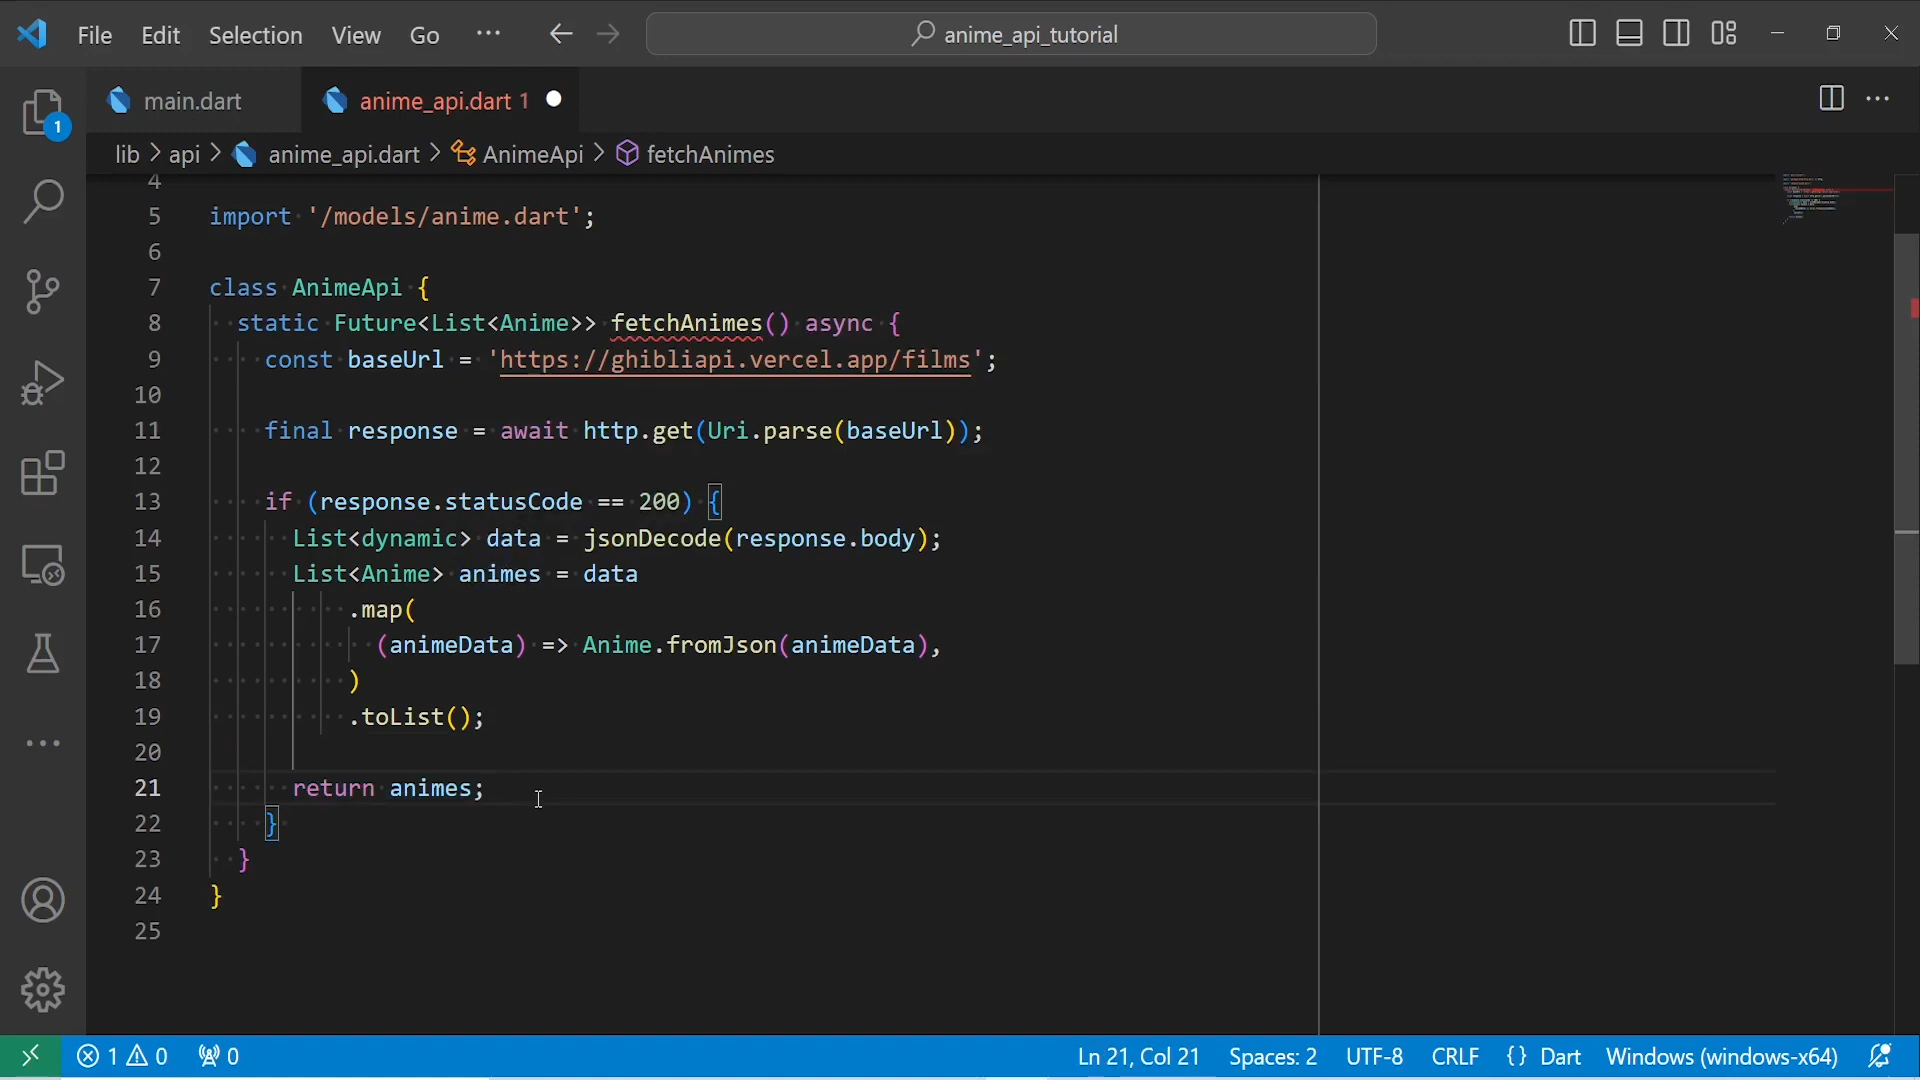 File Edit Selection View Go ··· anime_api_tutorial
main.dart anime_api.dart 1
lib > api > anime_api.dart > AnimeApi > fetchAnimes
1
4
5 import '/models/anime.dart';
6
7 class AnimeApi {
8 static Future<List<Anime>> fetchAnimes() async {
9 const baseUrl = 'https://ghibliapi.vercel.app/films';
10
11 final response = await http.get(Uri.parse(baseUrl));
12
13 if (response.statusCode == 200) {
14 List<dynamic> data = jsonDecode(response.body);
15 List<Anime> animes = data
16 .map(
17 (animeData) => Anime.fromJson(animeData),
18 )
19 .toList();
20
21 return animes;
22 }
23 }
24 }
25
1 0 0 Ln 21, Col 21 Spaces: 2 UTF-8 CRLF {} Dart Windows (windows-x64)